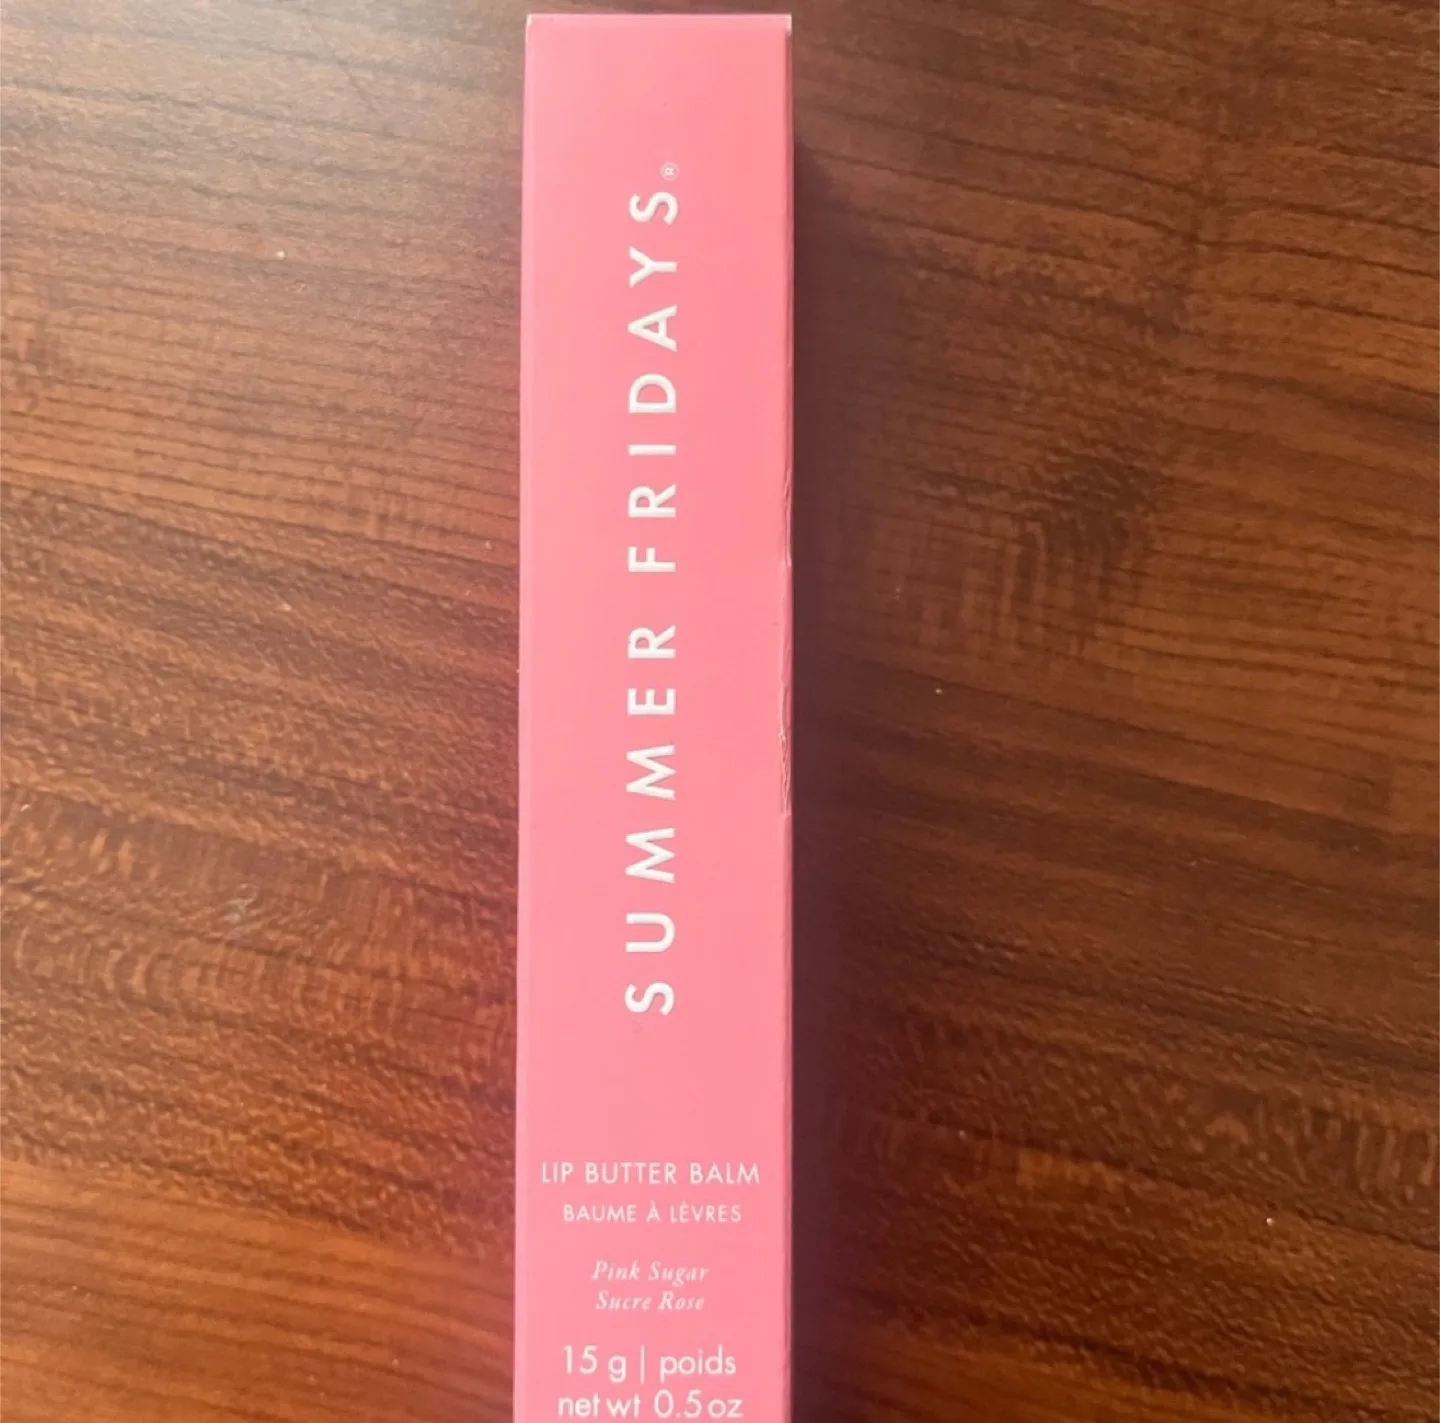 SUMMER FRIDAYS®
LIP BUTTER BALM
BAUME À LÈVRES
Pink Sugar
Sucre Rose
15 g | poids
net wt 0.5 oz